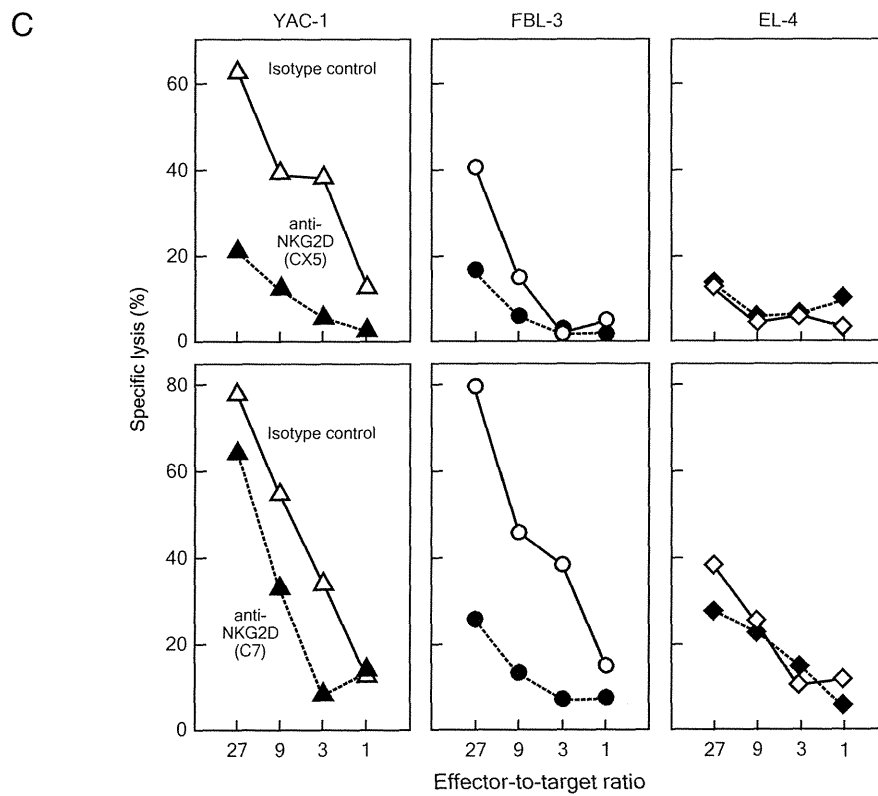 C
YAC-1
FBL-3
EL-4
Isotype control
anti-
NKG2D
(CX5)
60
40
20
0
Specific lysis (%)
Isotype control
anti-
NKG2D
(C7)
80
60
40
20
0
27 9 3 1
27 9 3 1
27 9 3 1
Effector-to-target ratio